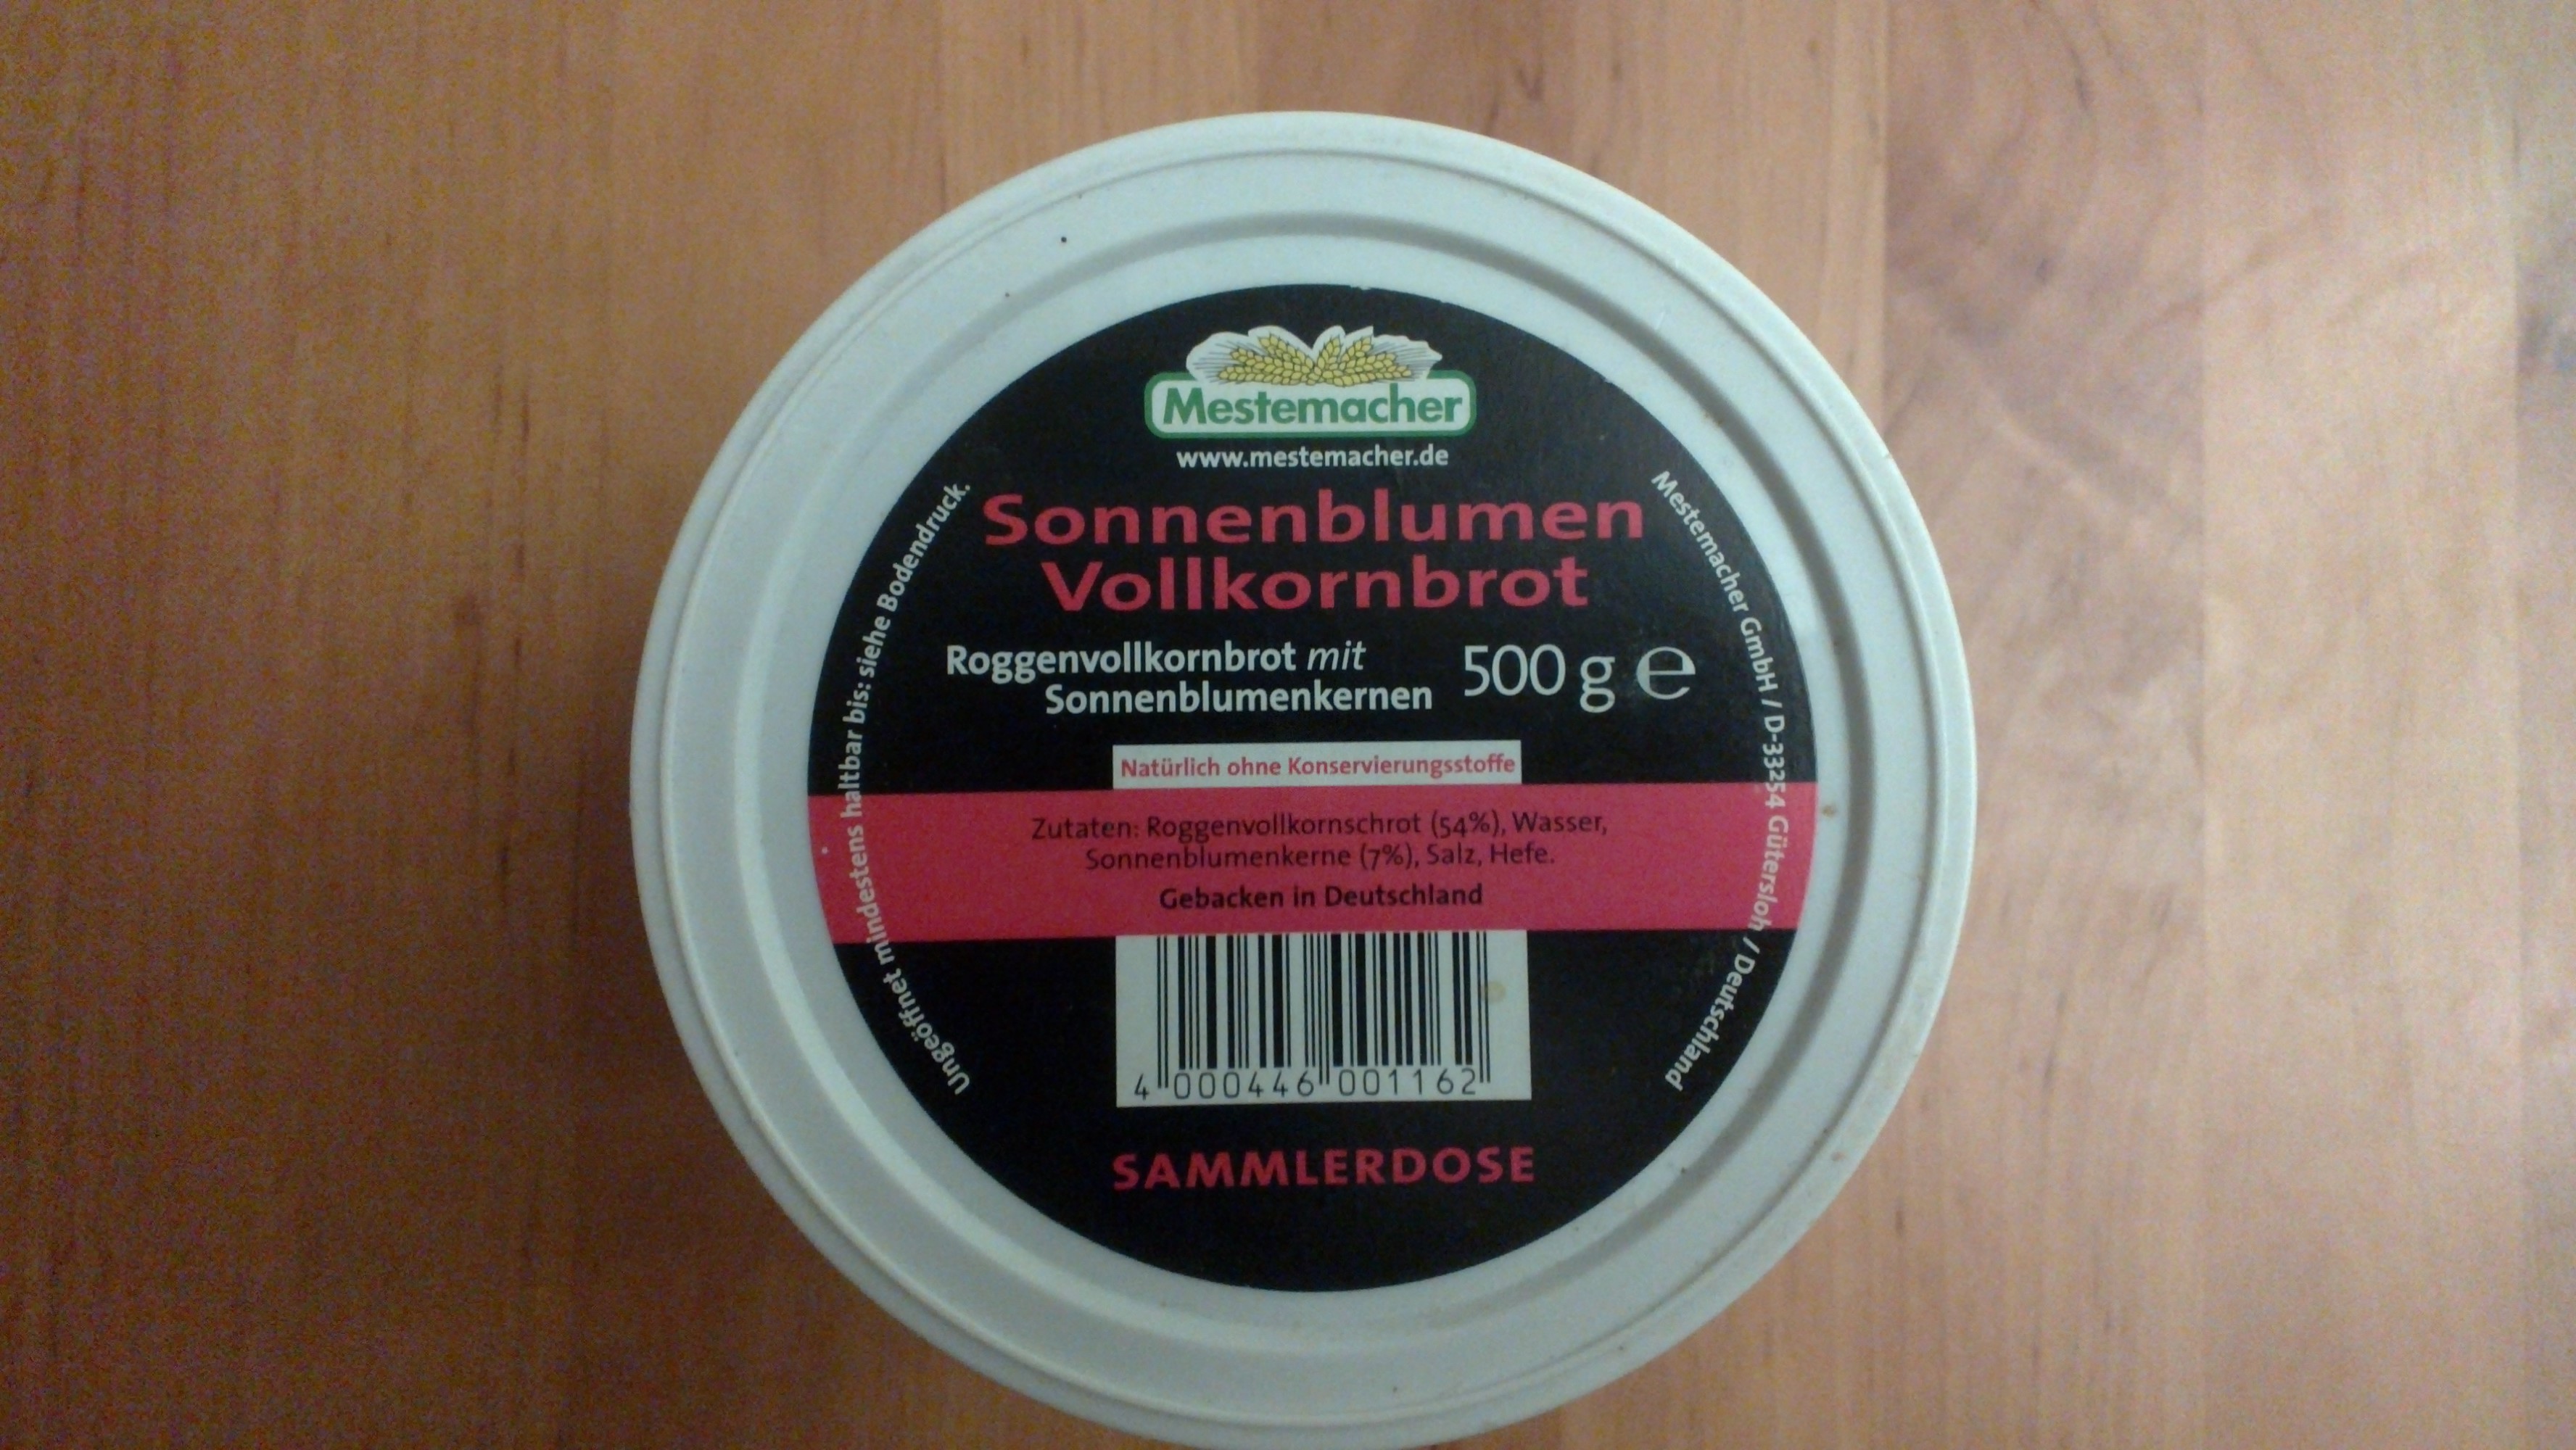 Mestemacher
www.mestemacher.de
Sonnenblumen
Vollkornbrot
Roggenvollkornbrot mit
Sonnenblumenkernen
500 g e
Natürlich ohne Konservierungsstoffe
Zutaten: Roggenvollkornschrot (54%), Wasser,
Sonnenblumenkerne (7%), Salz, Hefe.
Gebacken in Deutschland
4 000446 001162
SAMMLERDOSE
Ungeöffnet mindestens haltbar bis: siehe Bodendruck.
Mestemacher GmbH / D-33254 Gütersloh / Deutschland